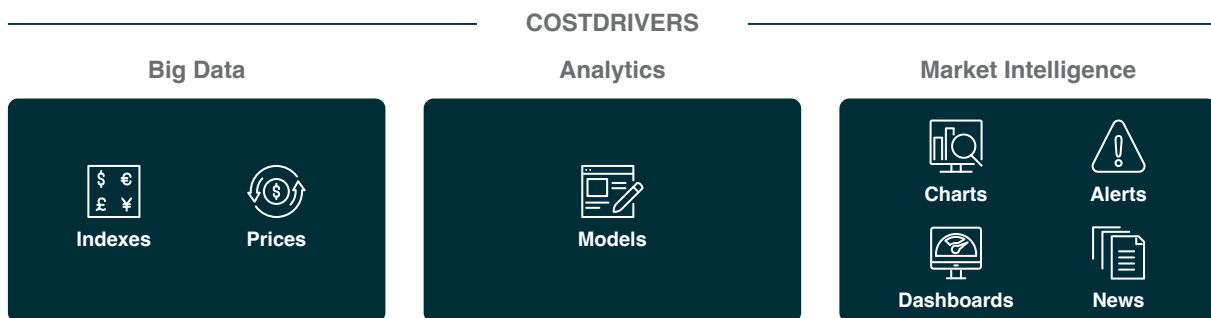 COSTDRIVERS
Big Data
Analytics
Market Intelligence
$ €
£ ¥
Indexes
$
Prices
Models
Charts
Alerts
Dashboards
News